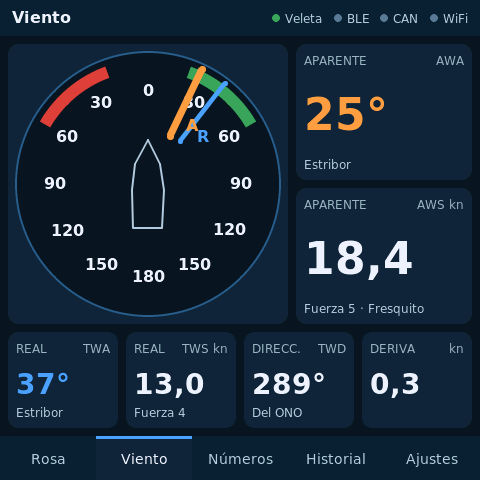 Viento
Veleta BLE CAN WiFi
0
30 30
60 60
90 90
120 120
150 150
180
A
R
APARENTE AWA
25°
Estribor
APARENTE AWS kn
18,4
Fuerza 5 · Fresquito
REAL TWA
37°
Estribor
REAL TWS kn
13,0
Fuerza 4
DIRECC. TWD
289°
Del ONO
DERIVA kn
0,3
Rosa Viento Números Historial Ajustes